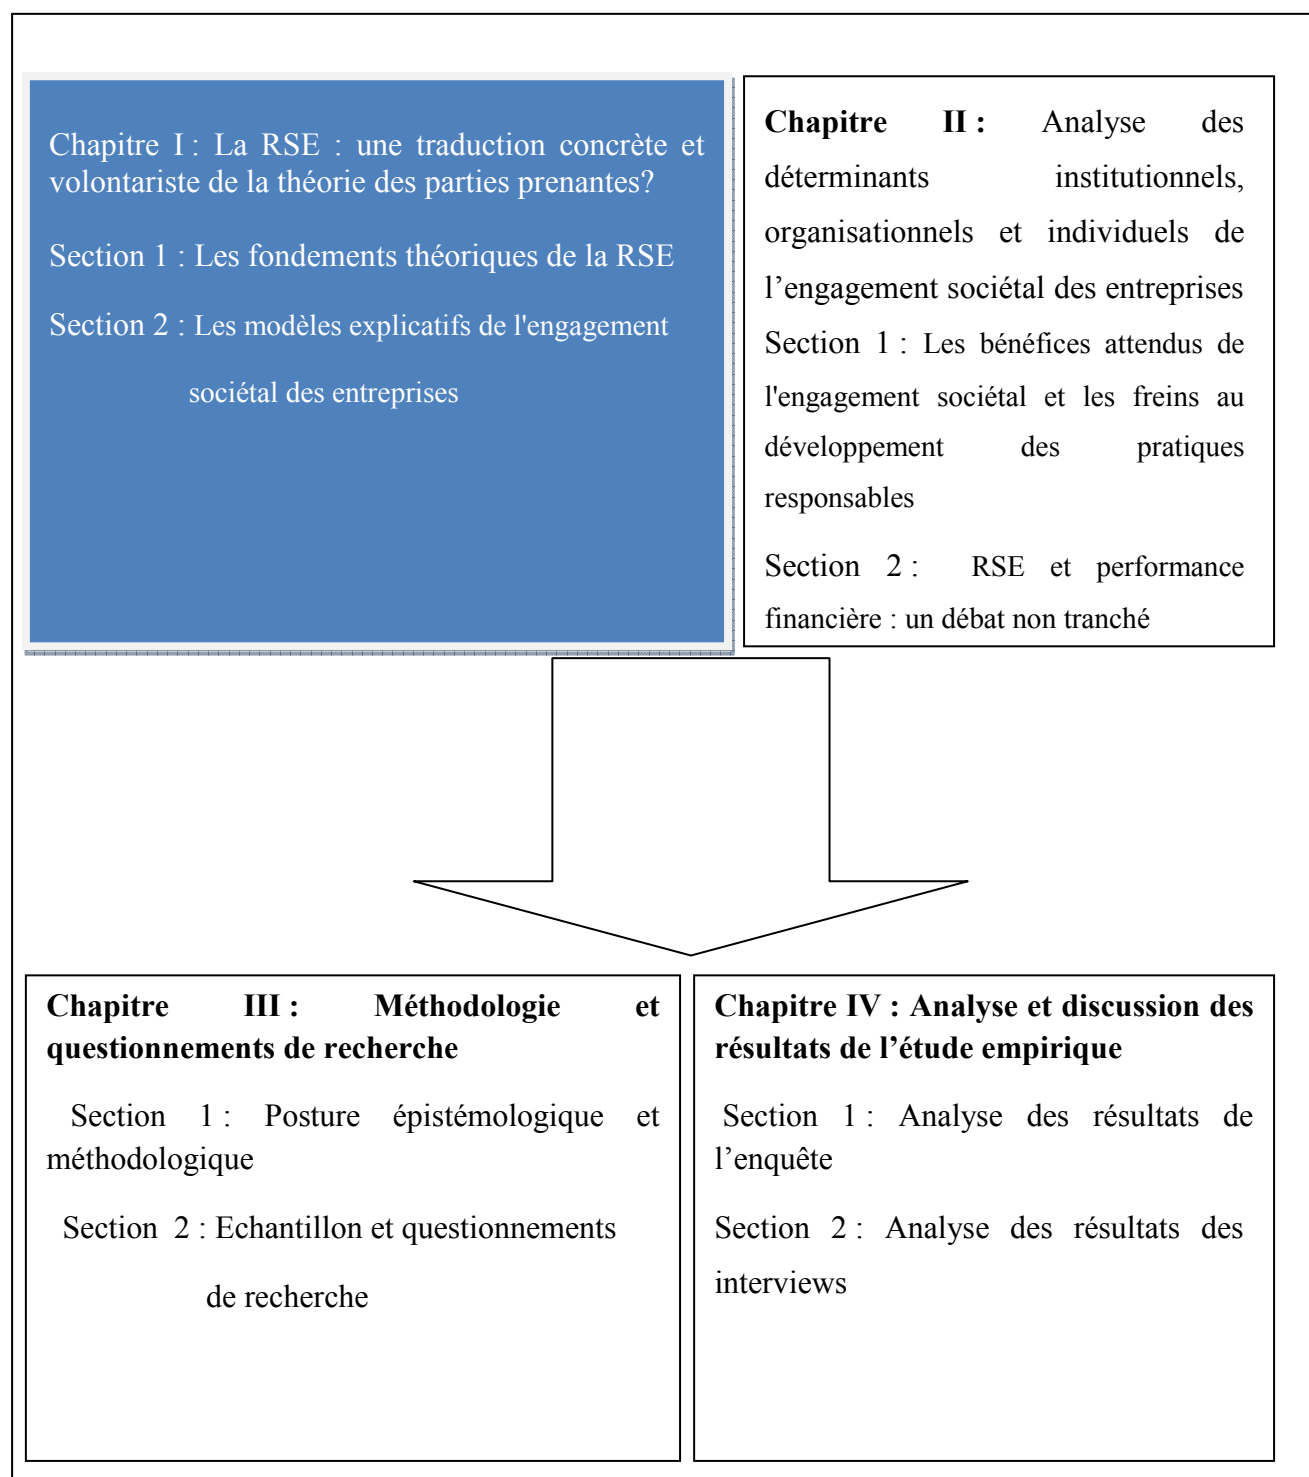 Chapitre I : La RSE : une traduction concrète et
volontariste de la théorie des parties prenantes?
Section 1 : Les fondements théoriques de la RSE
Section 2 : Les modèles explicatifs de l'engagement
sociétal des entreprises
Chapitre II : Analyse des
déterminants institutionnels,
organisationnels et individuels de
l’engagement sociétal des entreprises
Section 1 : Les bénéfices attendus de
l'engagement sociétal et les freins au
développement des pratiques
responsables
Section 2 : RSE et performance
financière : un débat non tranché
Chapitre III : Méthodologie et
questionnements de recherche
Section 1 : Posture épistémologique et
méthodologique
Section 2 : Echantillon et questionnements
de recherche
Chapitre IV : Analyse et discussion des
résultats de l’étude empirique
Section 1 : Analyse des résultats de
l’enquête
Section 2 : Analyse des résultats des
interviews